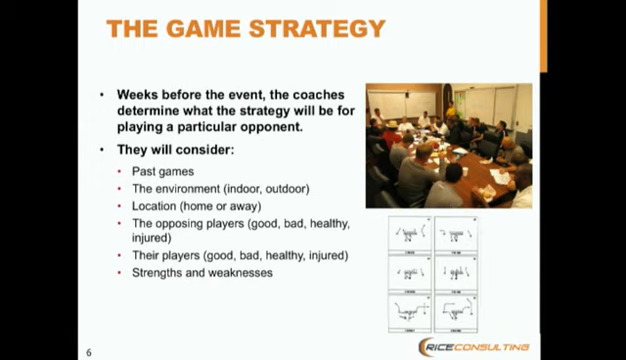 THE GAME STRATEGY
• Weeks before the event, the coaches
determine what the strategy will be for
playing a particular opponent.
• They will consider:
• Past games
• The environment (indoor, outdoor)
• Location (home or away)
• The opposing players (good, bad, healthy,
injured)
• Their players (good, bad, healthy, injured)
• Strengths and weaknesses
6
RICECONSULTING